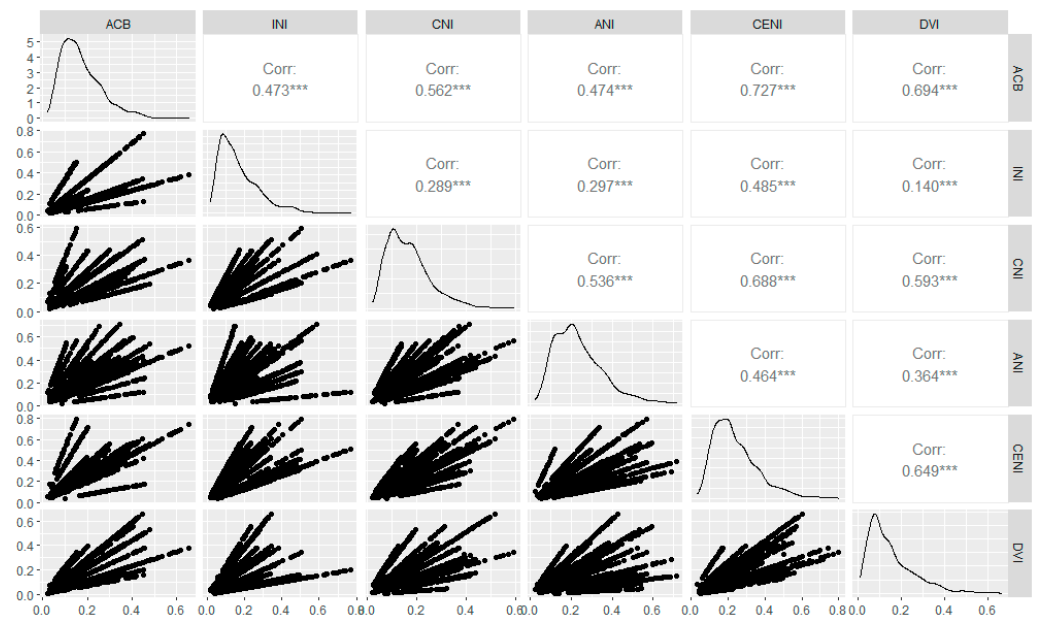 ACB INI CNI ANI CENI DVI
5
4
3
2
1
0
Corr:
0.473***
Corr:
0.562***
Corr:
0.474***
Corr:
0.727***
Corr:
0.694***
ACB
0.8
0.6
0.4
0.2
0.0
Corr:
0.289***
Corr:
0.297***
Corr:
0.485***
Corr:
0.140***
INI
0.6
0.4
0.2
0.0
Corr:
0.536***
Corr:
0.688***
Corr:
0.593***
CNI
0.6
0.4
0.2
0.0
Corr:
0.464***
Corr:
0.364***
ANI
0.8
0.6
0.4
0.2
0.0
Corr:
0.649***
CENI
0.6
0.4
0.2
0.0
DVI
0.0 0.2 0.4 0.6 0.0 0.2 0.4 0.6 0.8 0.0 0.2 0.4 0.6 0.0 0.2 0.4 0.6 0.0 0.2 0.4 0.6 0.8 0.0 0.2 0.4 0.6